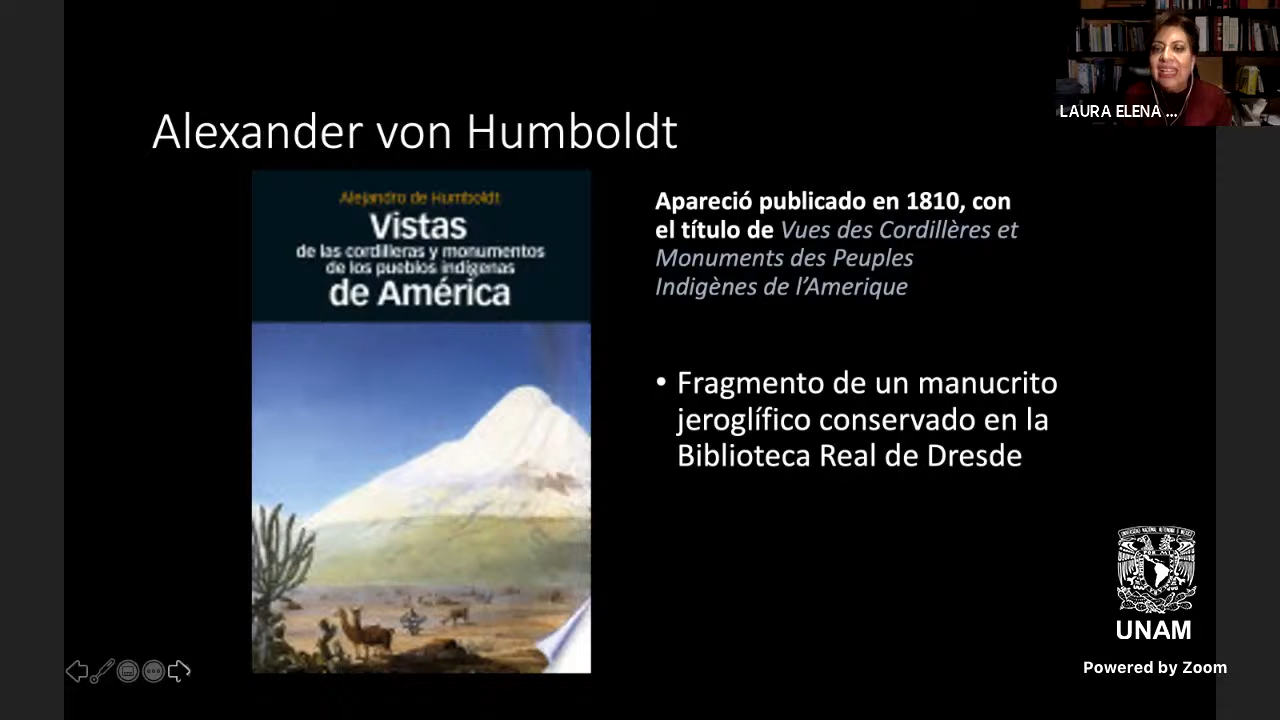 LAURA ELENA ...
Alexander von Humboldt
Alejandro de Humboldt
Vistas
de las cordilleras y monumentos
de los pueblos indígenas
de América
Apareció publicado en 1810, con
el título de Vues des Cordillères et
Monuments des Peuples
Indigènes de l’Amerique
• Fragmento de un manucrito
jeroglífico conservado en la
Biblioteca Real de Dresde
UNAM
Powered by Zoom